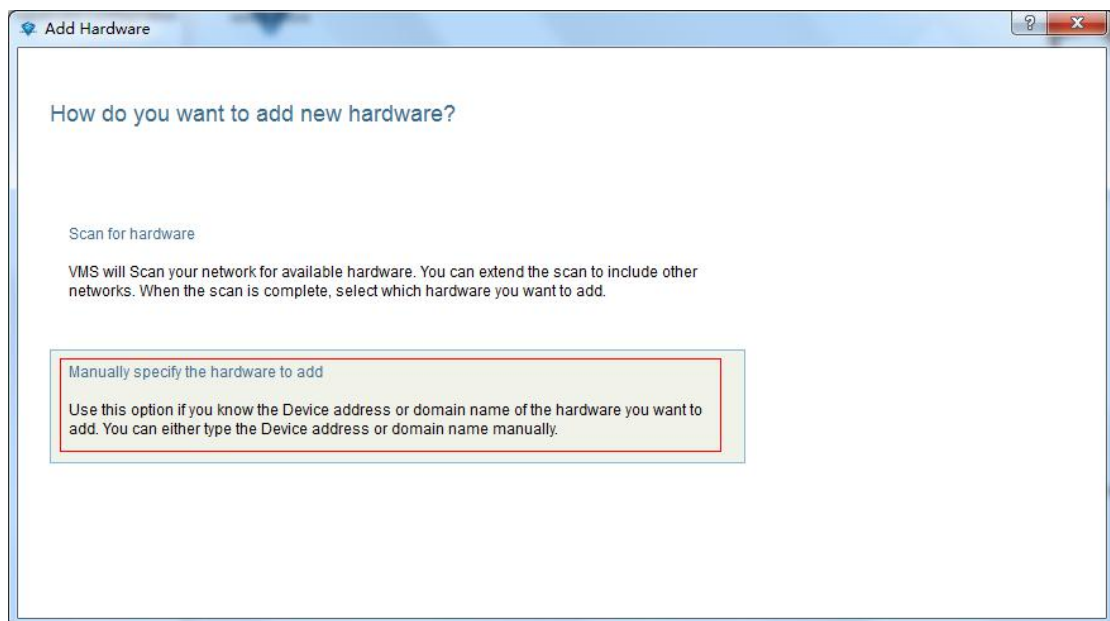 Add Hardware
How do you want to add new hardware?
Scan for hardware
VMS will Scan your network for available hardware. You can extend the scan to include other
networks. When the scan is complete, select which hardware you want to add.
Manually specify the hardware to add
Use this option if you know the Device address or domain name of the hardware you want to
add. You can either type the Device address or domain name manually.